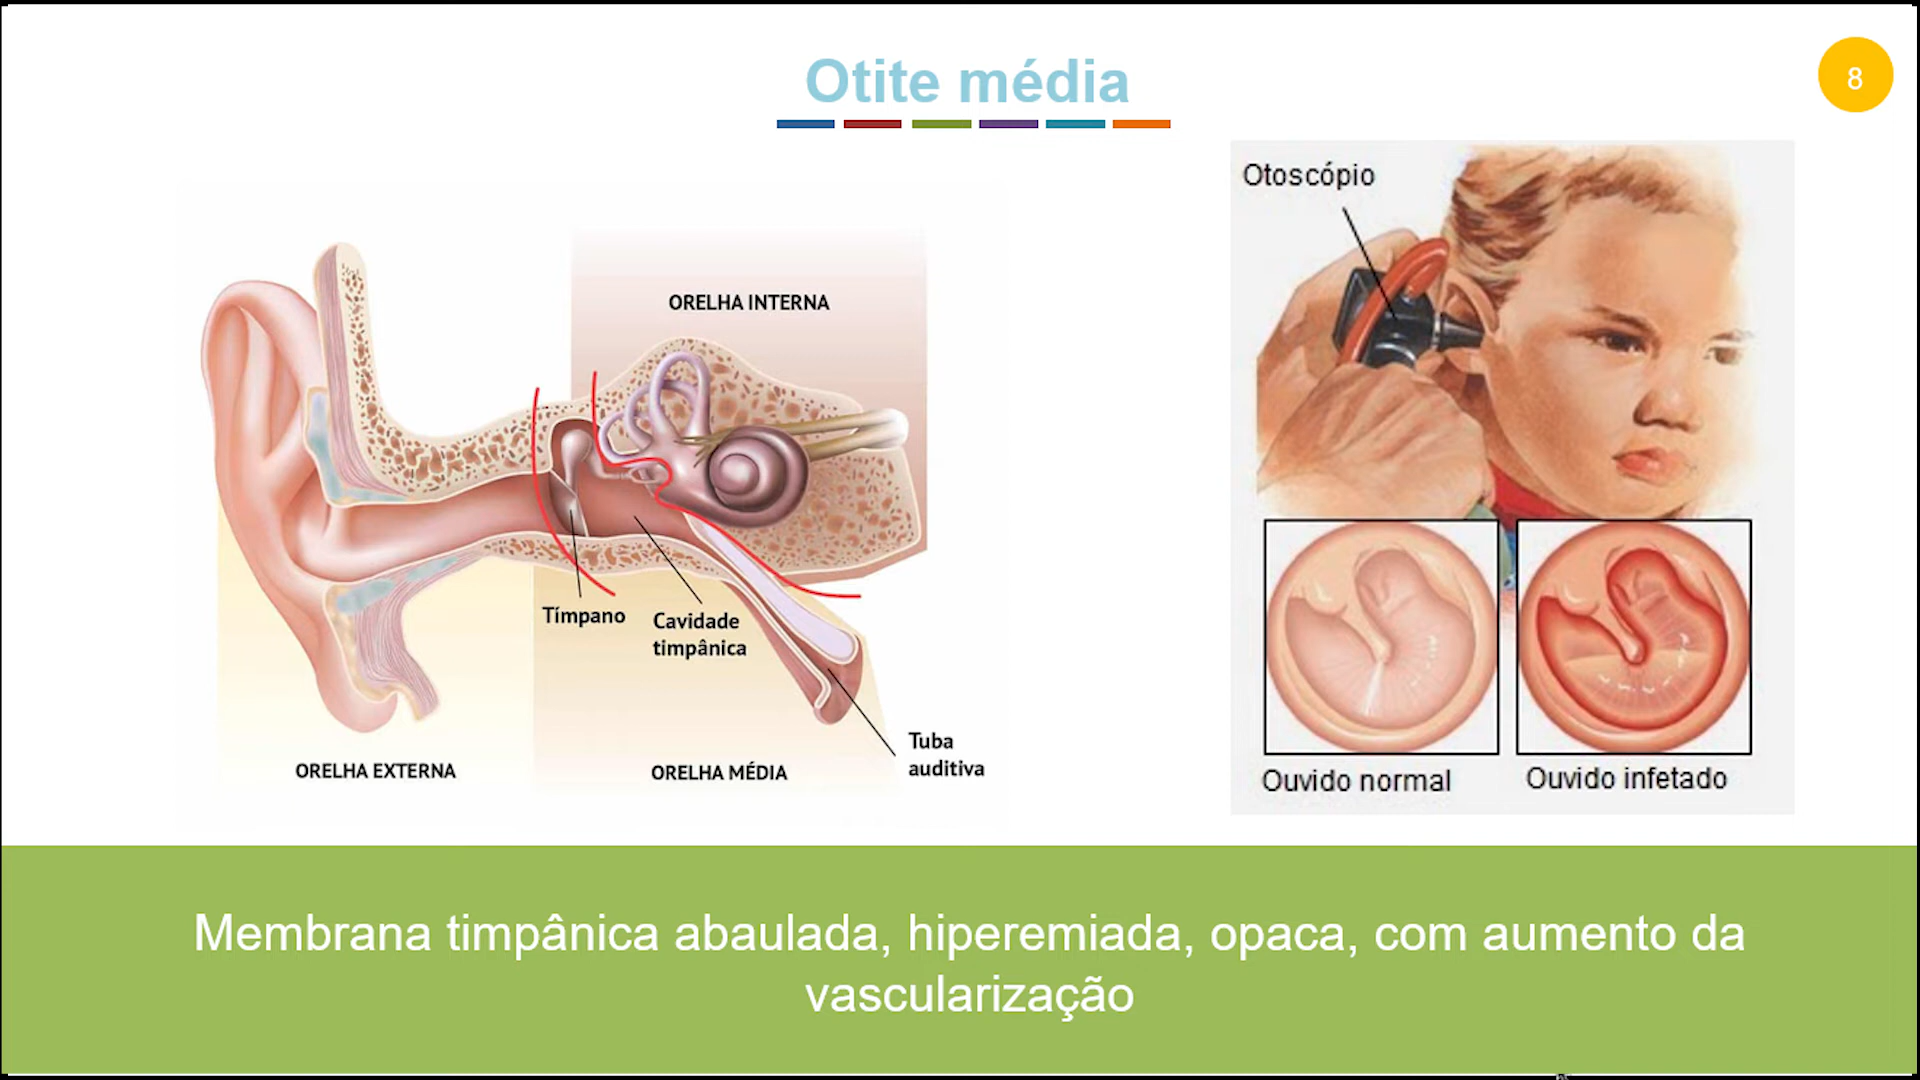 Otite média
8
Otoscópio
ORELHA INTERNA
Tímpano
Cavidade
timpânica
Tuba
auditiva
ORELHA EXTERNA
ORELHA MÉDIA
Ouvido normal
Ouvido infetado
Membrana timpânica abaulada, hiperemiada, opaca, com aumento da
vascularização